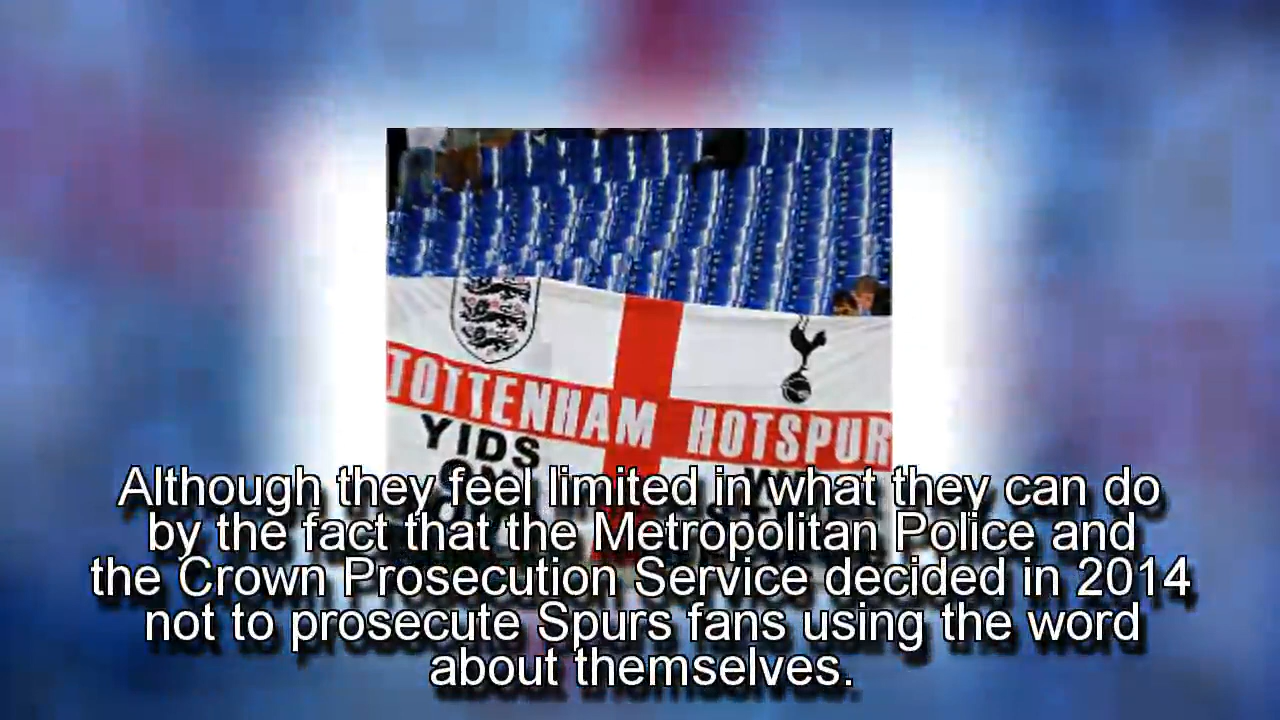 TOTTENHAM HOTSPUR
YIDS
Although they feel limited in what they can do
by the fact that the Metropolitan Police and
the Crown Prosecution Service decided in 2014
not to prosecute Spurs fans using the word
about themselves.